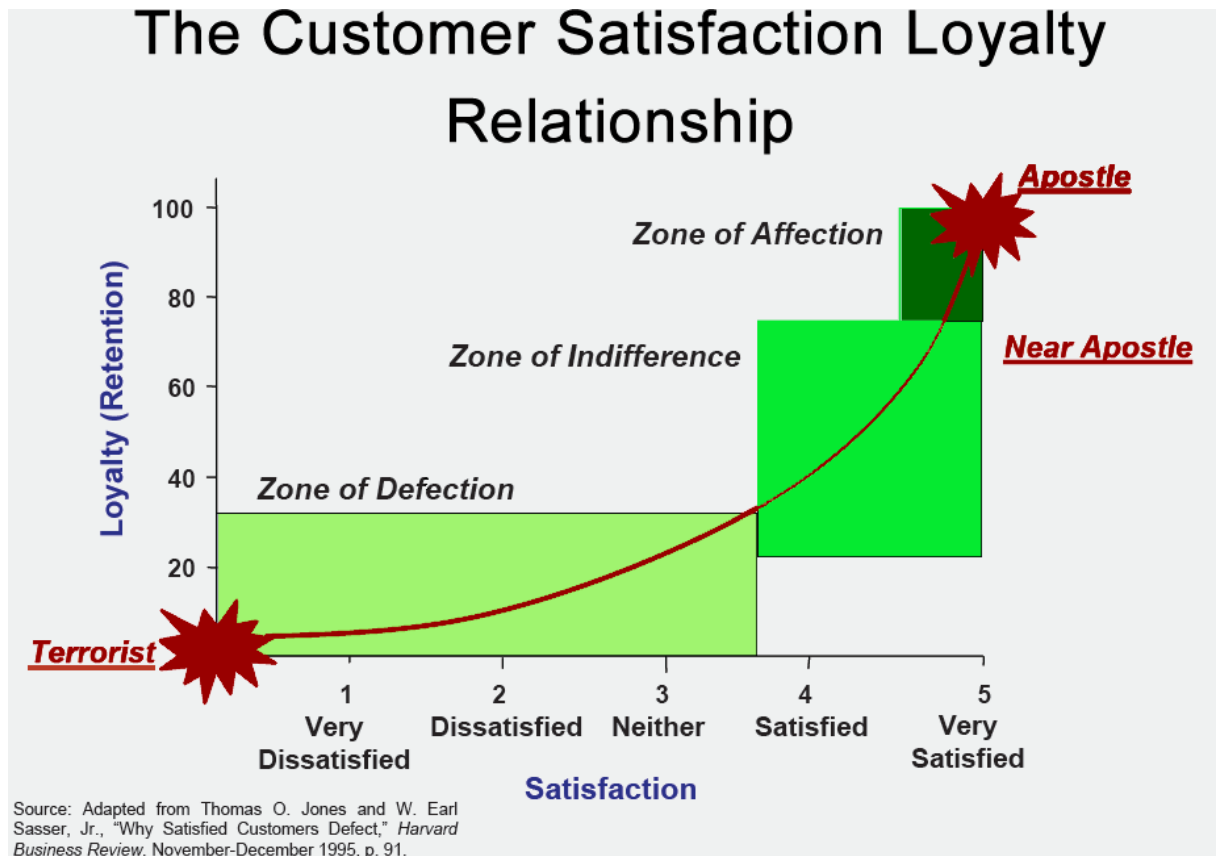 The Customer Satisfaction Loyalty
Relationship
Apostle
100
Zone of Affection
80
Near Apostle
Zone of Indifference
60
Loyalty (Retention)
40
Zone of Defection
20
Terrorist
1 2 3 4 5
Very Dissatisfied Neither Satisfied Very
Dissatisfied Satisfied
Satisfaction
Source: Adapted from Thomas O. Jones and W. Earl
Sasser, Jr., “Why Satisfied Customers Defect,” Harvard
Business Review, November-December 1995, p. 91.